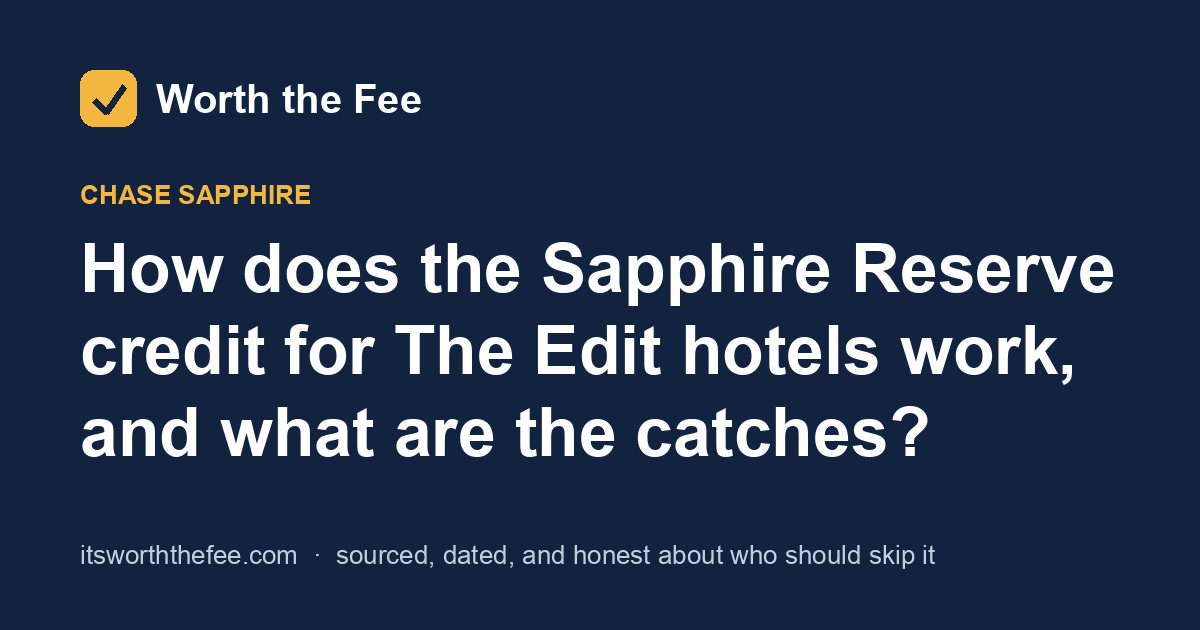 Worth the Fee
CHASE SAPPHIRE
How does the Sapphire Reserve
credit for The Edit hotels work,
and what are the catches?
itsworththefee.com · sourced, dated, and honest about who should skip it